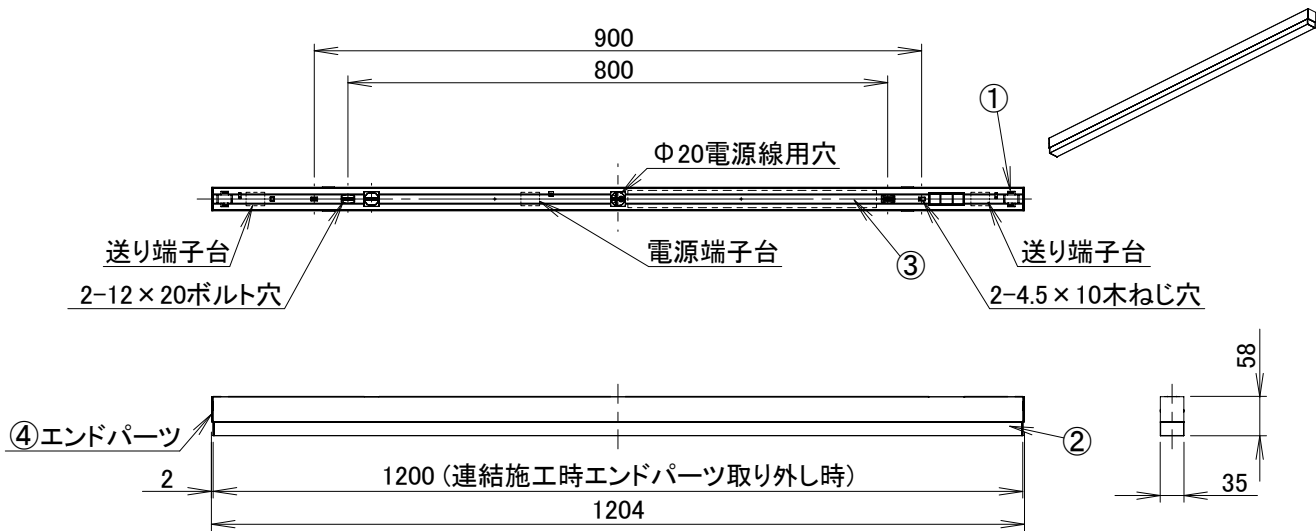 900
800
①
Φ20電源線用穴
送り端子台
電源端子台
③
送り端子台
2-12×20ボルト穴
2-4.5×10木ねじ穴
58
④エンドパーツ
②
2
1200 (連結施工時エンドパーツ取り外し時)
35
1204